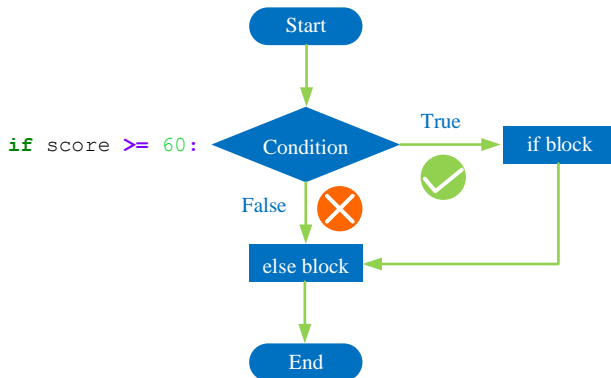 Start
if score >= 60:
Condition
True
if block
False
else block
End